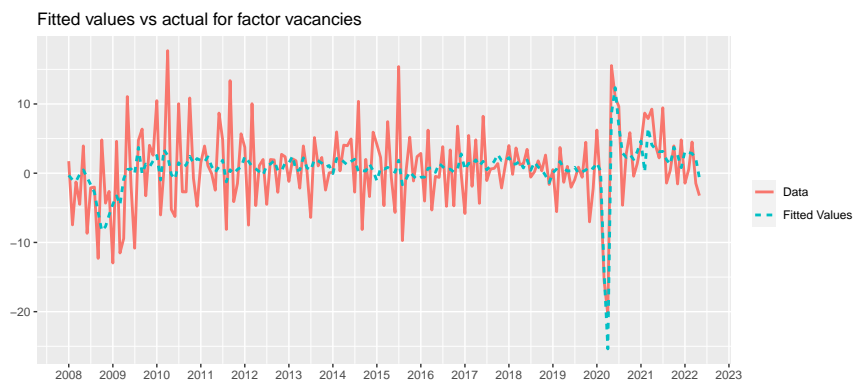 Fitted values vs actual for factor vacancies
10
0
−10
−20
2008 2009 2010 2011 2012 2013 2014 2015 2016 2017 2018 2019 2020 2021 2022 2023
Data
Fitted Values